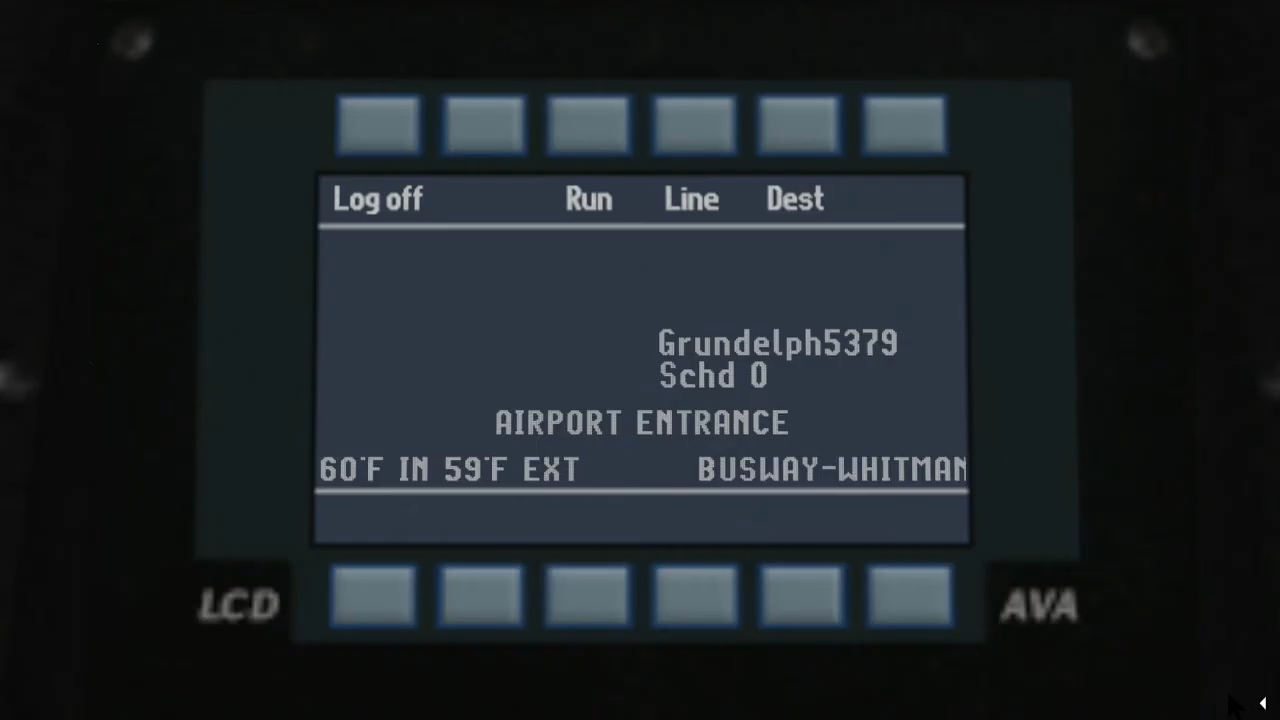 Log off Run Line Dest
Grundelph5379
Schd 0
AIRPORT ENTRANCE
60°F IN 59°F EXT BUSWAY-WHITMAN
LCD AVA